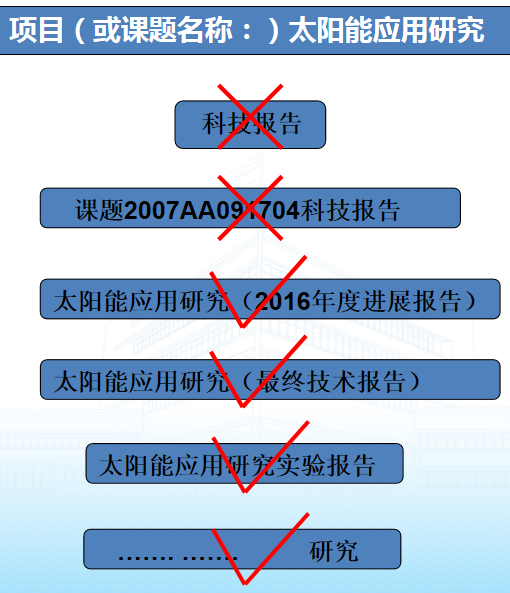 项目（或课题名称：）太阳能应用研究
科技报告
课题2007AA091704科技报告
太阳能应用研究（2016年度进展报告）
太阳能应用研究（最终技术报告）
太阳能应用研究实验报告
……. ……. 研究